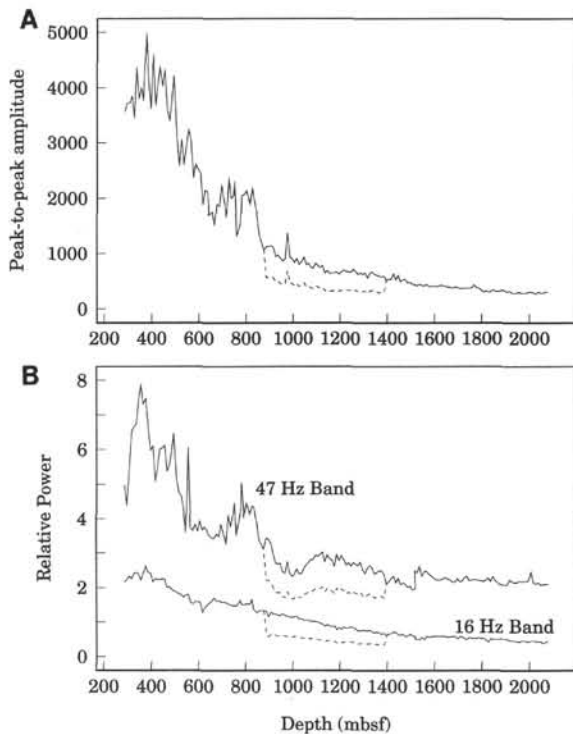 A
5000
4000
3000
2000
1000
0
Peak-to-peak amplitude
200 400 600 800 1000 1200 1400 1600 1800 2000
B
8
6
4
2
0
Relative Power
47 Hz Band
16 Hz Band
200 400 600 800 1000 1200 1400 1600 1800 2000
Depth (mbsf)